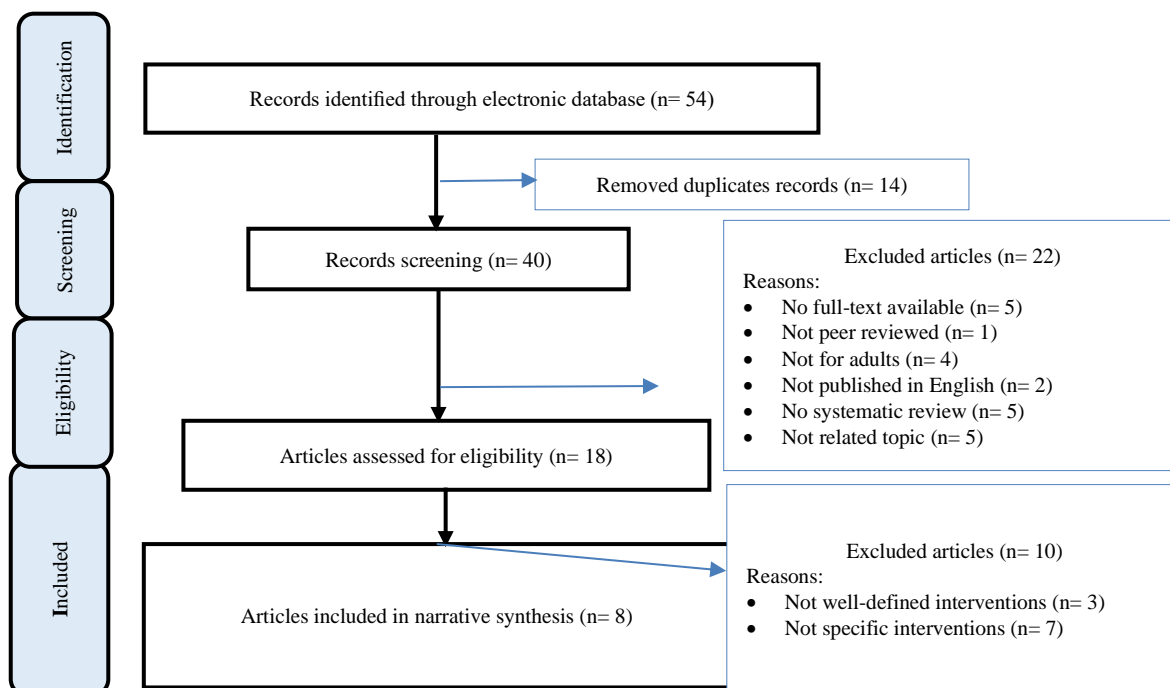 Identification
Records identified through electronic database (n= 54)
Removed duplicates records (n= 14)
Screening
Records screening (n= 40)
Excluded articles (n= 22)
Reasons:
• No full-text available (n= 5)
• Not peer reviewed (n= 1)
• Not for adults (n= 4)
• Not published in English (n= 2)
• No systematic review (n= 5)
• Not related topic (n= 5)
Eligibility
Articles assessed for eligibility (n= 18)
Excluded articles (n= 10)
Reasons:
• Not well-defined interventions (n= 3)
• Not specific interventions (n= 7)
Included
Articles included in narrative synthesis (n= 8)